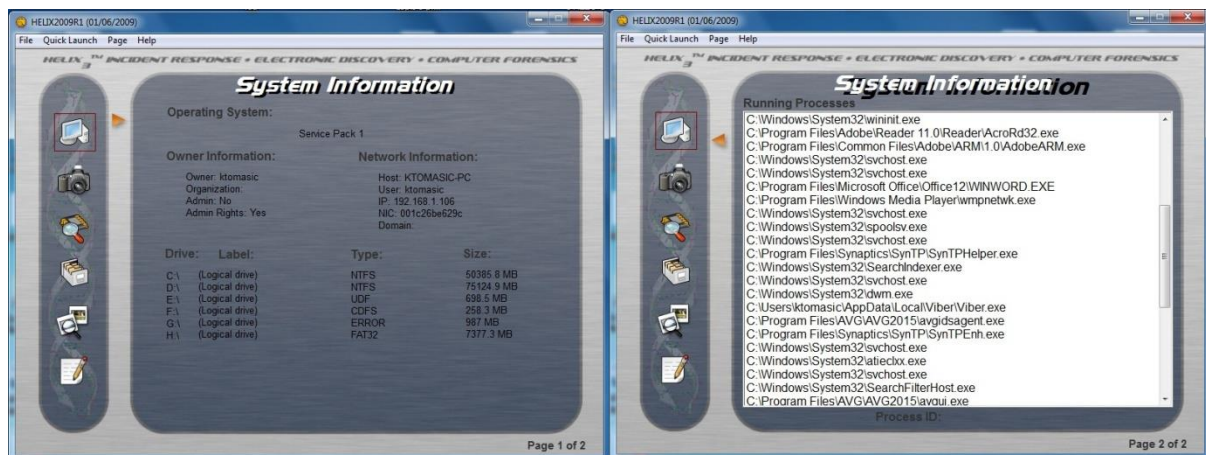 HELIX2009R1 (01/06/2009)
File Quick Launch Page Help
HELIX 3 TM INCIDENT RESPONSE • ELECTRONIC DISCOVERY • COMPUTER FORENSICS
System Information
Operating System:
Service Pack 1
Owner Information: Network Information:
Owner: ktomasic Host: KTOMASIC-PC
Organization: User: ktomasic
Admin: No IP: 192.168.1.106
Admin Rights: Yes NIC: 001c26be629c
Domain:
Drive: Label: Type: Size:
C:\ (Logical drive) NTFS 50385.8 MB
D:\ (Logical drive) NTFS 75124.9 MB
E:\ (Logical drive) UDF 698.5 MB
F:\ (Logical drive) CDFS 258.3 MB
G:\ (Logical drive) ERROR 987 MB
H:\ (Logical drive) FAT32 7377.3 MB
Page 1 of 2
HELIX2009R1 (01/06/2009)
File Quick Launch Page Help
HELIX 3 TM INCIDENT RESPONSE • ELECTRONIC DISCOVERY • COMPUTER FORENSICS
System Information
Running Processes
C:\Windows\System32\wininit.exe
C:\Program Files\Adobe\Reader 11.0\Reader\AcroRd32.exe
C:\Program Files\Common Files\Adobe\ARM\1.0\AdobeARM.exe
C:\Windows\System32\svchost.exe
C:\Windows\System32\svchost.exe
C:\Program Files\Microsoft Office\Office12\WINWORD.EXE
C:\Program Files\Windows Media Player\wmpnetwk.exe
C:\Windows\System32\svchost.exe
C:\Windows\System32\spoolsv.exe
C:\Windows\System32\svchost.exe
C:\Program Files\Synaptics\SynTP\SynTPHelper.exe
C:\Windows\System32\SearchIndexer.exe
C:\Windows\System32\svchost.exe
C:\Windows\System32\dwm.exe
C:\Users\ktomasic\AppData\Local\Viber\Viber.exe
C:\Program Files\AVG\AVG2015\avgidsagent.exe
C:\Program Files\Synaptics\SynTP\SynTPEnh.exe
C:\Windows\System32\svchost.exe
C:\Windows\System32\atieclxx.exe
C:\Windows\System32\svchost.exe
C:\Windows\System32\SearchFilterHost.exe
C:\Program Files\AVG\AVG2015\avgui.exe
Process ID:
Page 2 of 2